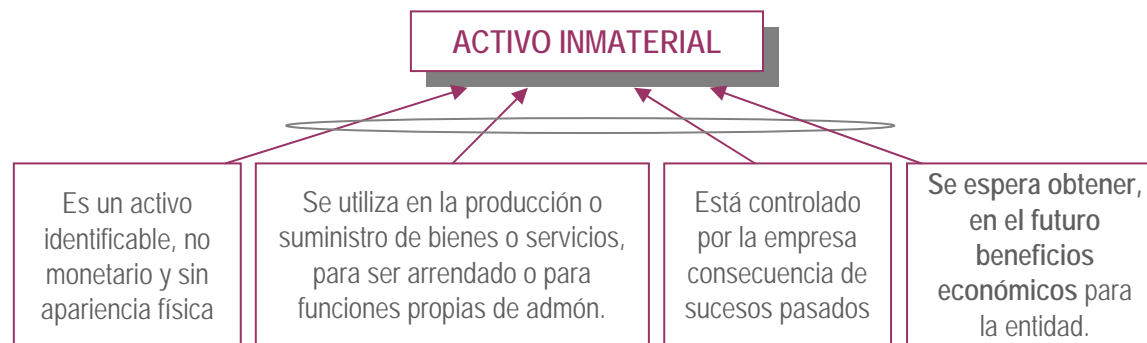 ACTIVO INMATERIAL
Es un activo
identificable, no
monetario y sin
apariencia física
Se utiliza en la producción o
suministro de bienes o servicios,
para ser arrendado o para
funciones propias de admón.
Está controlado
por la empresa
consecuencia de
sucesos pasados
Se espera obtener,
en el futuro
beneficios
económicos para
la entidad.